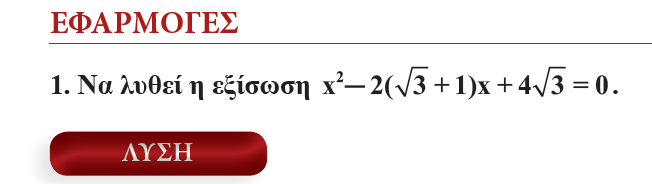 ΕΦΑΡΜΟΓΕΣ
1. Να λυθεί η εξίσωση x²− 2(√3 + 1)x + 4√3 = 0.
ΛΥΣΗ